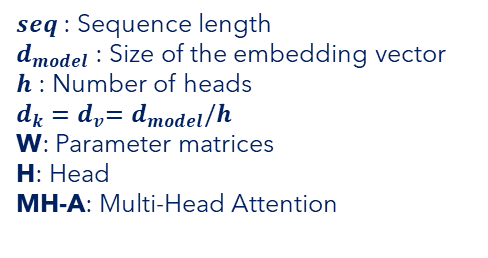 seq : Sequence length
d_model : Size of the embedding vector
h : Number of heads
d_k = d_v= d_model/h
W: Parameter matrices
H: Head
MH-A: Multi-Head Attention